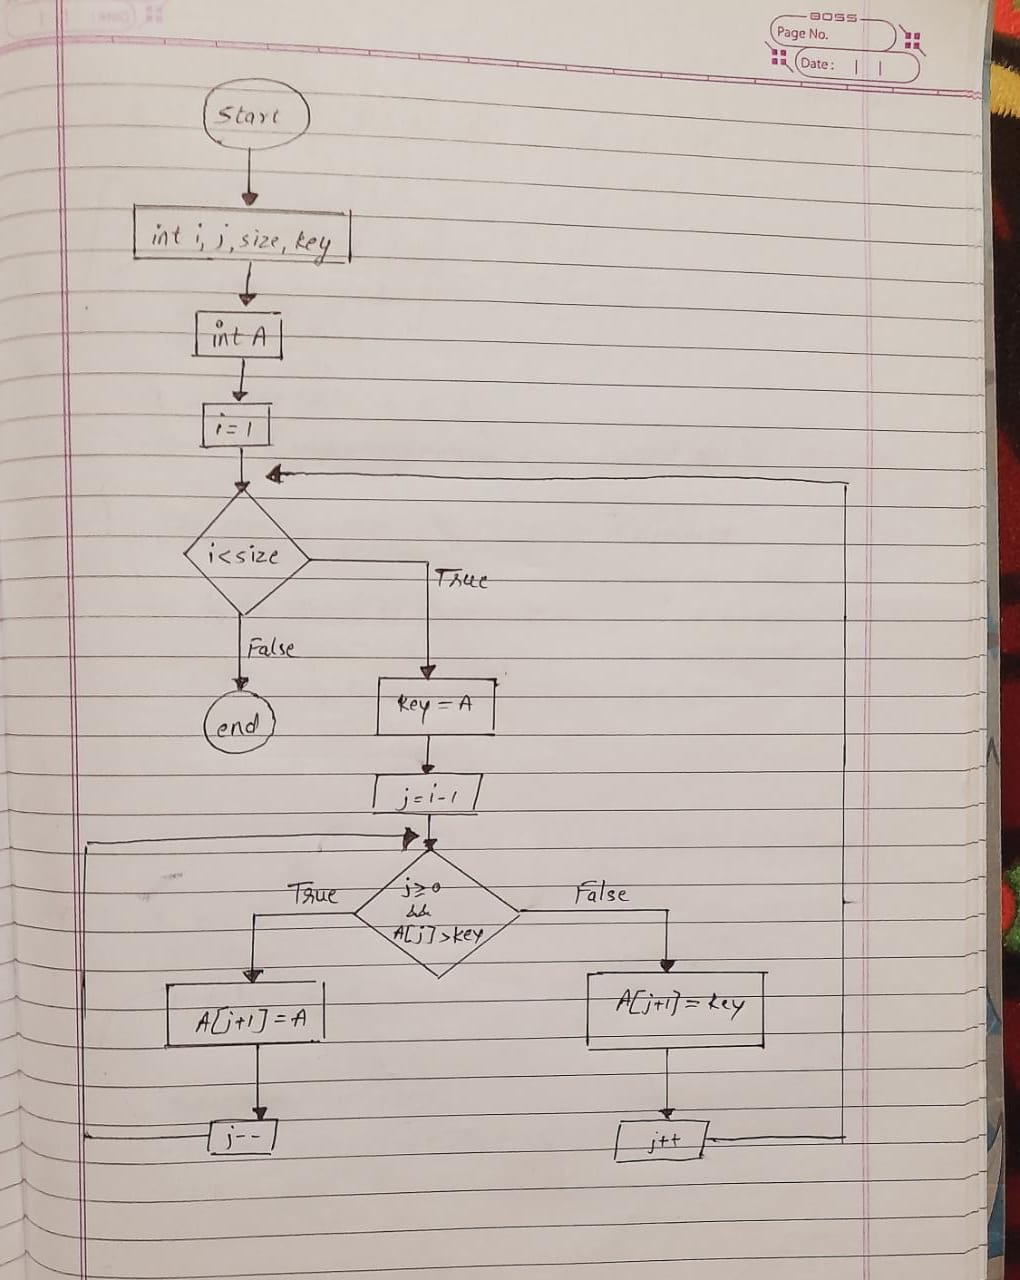 BOSS
Page No.
Date :
Start
int i, j, size, key
int A
i = 1
i < size
True
False
end
key = A
j = i - 1
True
j ≥ 0
&&
A[j] > key
False
A[j+1] = A
A[j+1] = key
j--
j++